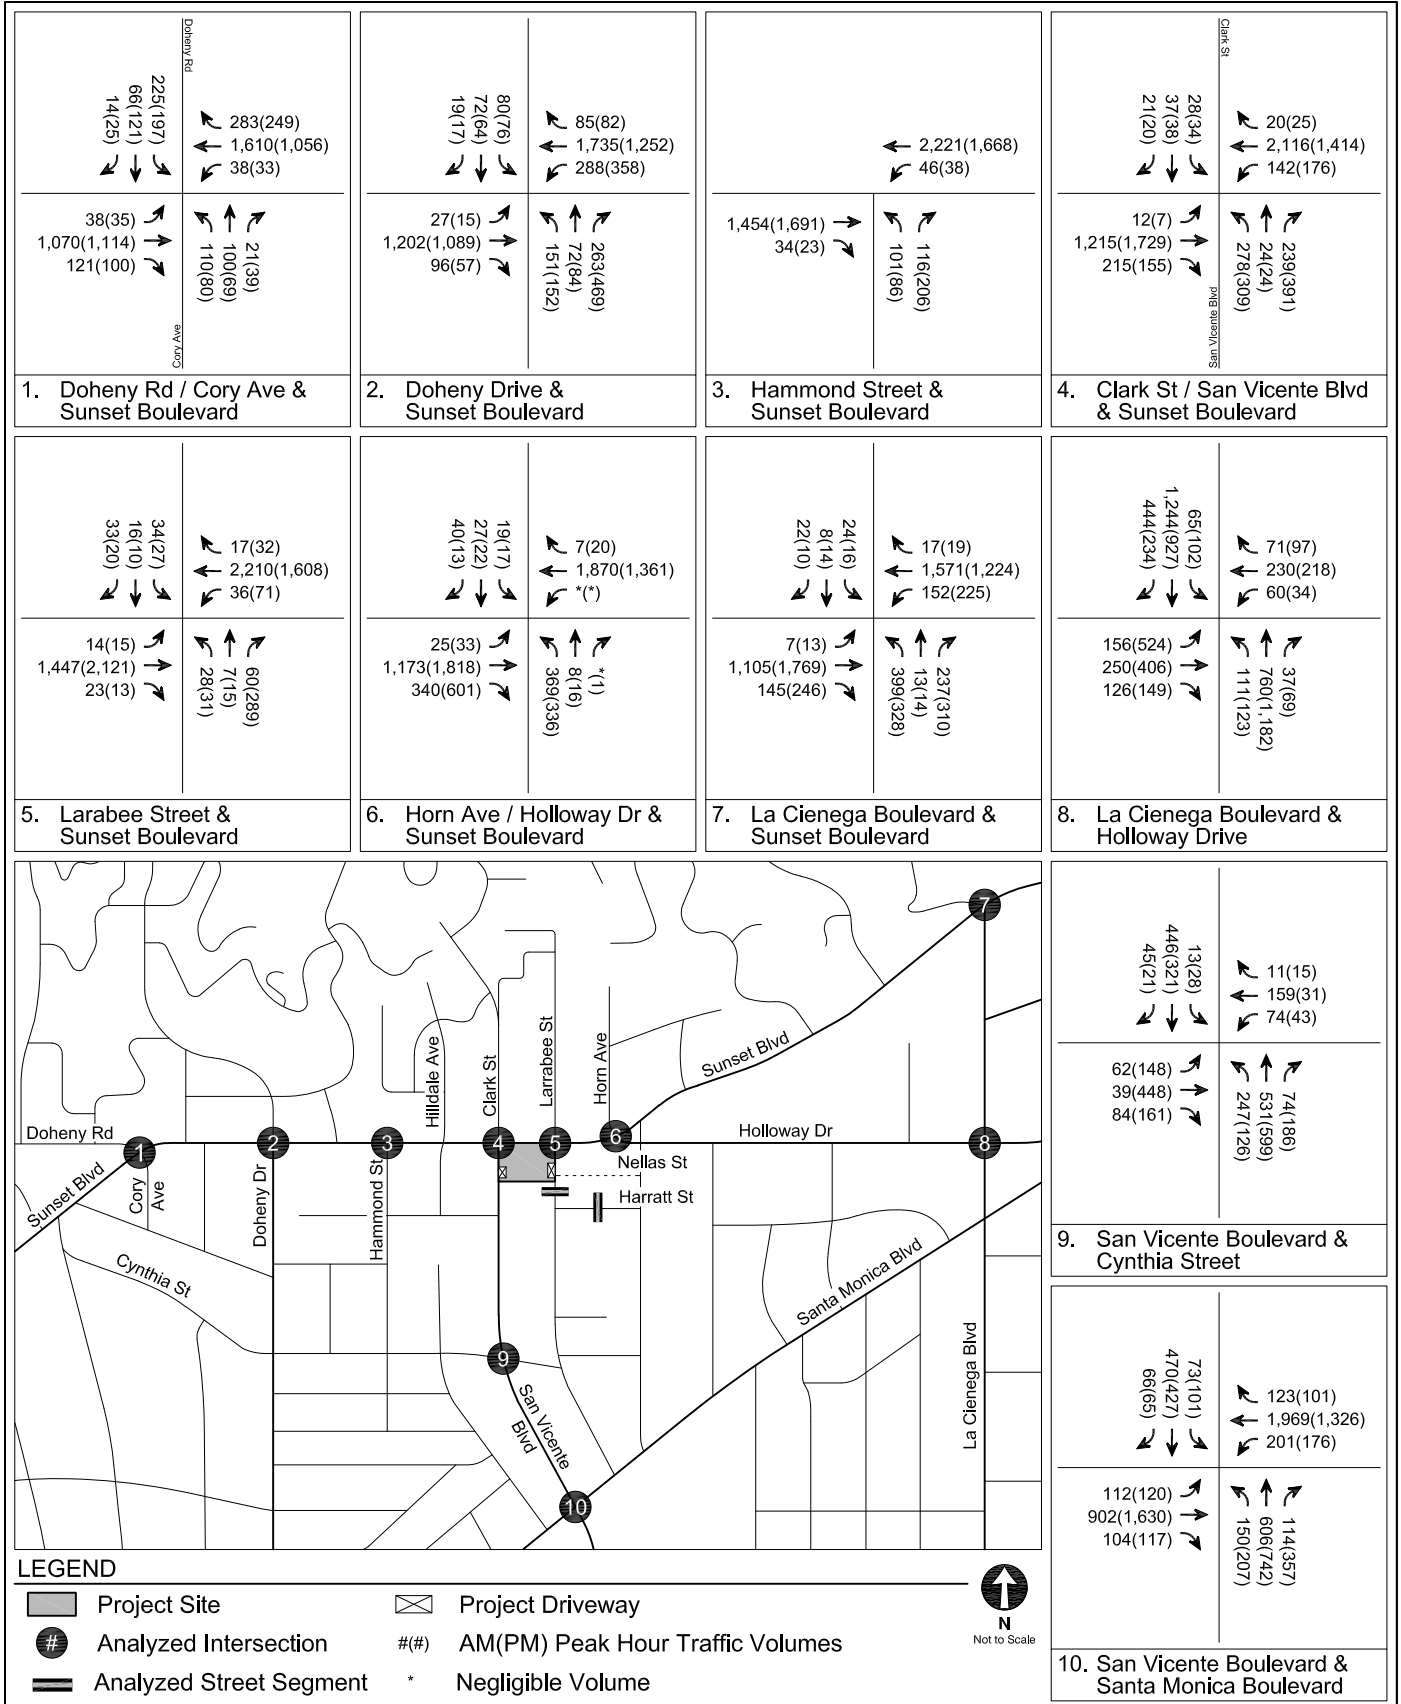 Doheny Rd
225(197)
66(121)
14(25)
283(249)
1,610(1,056)
38(33)
38(35)
1,070(1,114)
121(100)
110(80)
100(69)
21(39)
Cory Ave
1. Doheny Rd / Cory Ave &
Sunset Boulevard
80(76)
72(64)
19(17)
85(82)
1,735(1,252)
288(358)
27(15)
1,202(1,089)
96(57)
151(152)
72(84)
263(469)
2. Doheny Drive &
Sunset Boulevard
2,221(1,668)
46(38)
1,454(1,691)
34(23)
101(86)
116(206)
3. Hammond Street &
Sunset Boulevard
Clark St
28(34)
37(38)
21(20)
20(25)
2,116(1,414)
142(176)
12(7)
1,215(1,729)
215(155)
278(309)
24(24)
239(391)
San Vicente Blvd
4. Clark St / San Vicente Blvd
& Sunset Boulevard
34(27)
16(10)
33(20)
17(32)
2,210(1,608)
36(71)
14(15)
1,447(2,121)
23(13)
28(31)
7(15)
60(289)
5. Larabee Street &
Sunset Boulevard
19(17)
27(22)
40(13)
7(20)
1,870(1,361)
*(*)
25(33)
1,173(1,818)
340(601)
369(336)
8(16)
*(1)
6. Horn Ave / Holloway Dr &
Sunset Boulevard
24(16)
8(14)
22(10)
17(19)
1,571(1,224)
152(225)
7(13)
1,105(1,769)
145(246)
399(328)
13(14)
237(310)
7. La Cienega Boulevard &
Sunset Boulevard
65(102)
1,244(927)
444(234)
71(97)
230(218)
60(34)
156(524)
250(406)
126(149)
111(123)
760(1,182)
37(69)
8. La Cienega Boulevard &
Holloway Drive
7
Sunset Blvd
Hilldale Ave
Clark St
Larrabee St
Horn Ave
Doheny Rd
1
2
3
4
5
6
Holloway Dr
8
Nellas St
Harratt St
Sunset Blvd
Cory
Ave
Doheny Dr
Hammond St
Cynthia St
Santa Monica Blvd
La Cienega Blvd
9
San Vicente
Blvd
10
13(28)
446(321)
45(21)
11(15)
159(31)
74(43)
62(148)
39(448)
84(161)
247(126)
531(599)
74(186)
9. San Vicente Boulevard &
Cynthia Street
73(101)
470(427)
66(65)
123(101)
1,969(1,326)
201(176)
112(120)
902(1,630)
104(117)
150(207)
606(742)
114(357)
10. San Vicente Boulevard &
Santa Monica Boulevard
LEGEND
Project Site
Project Driveway
# Analyzed Intersection
#(#) AM(PM) Peak Hour Traffic Volumes
Analyzed Street Segment
* Negligible Volume
N
Not to Scale